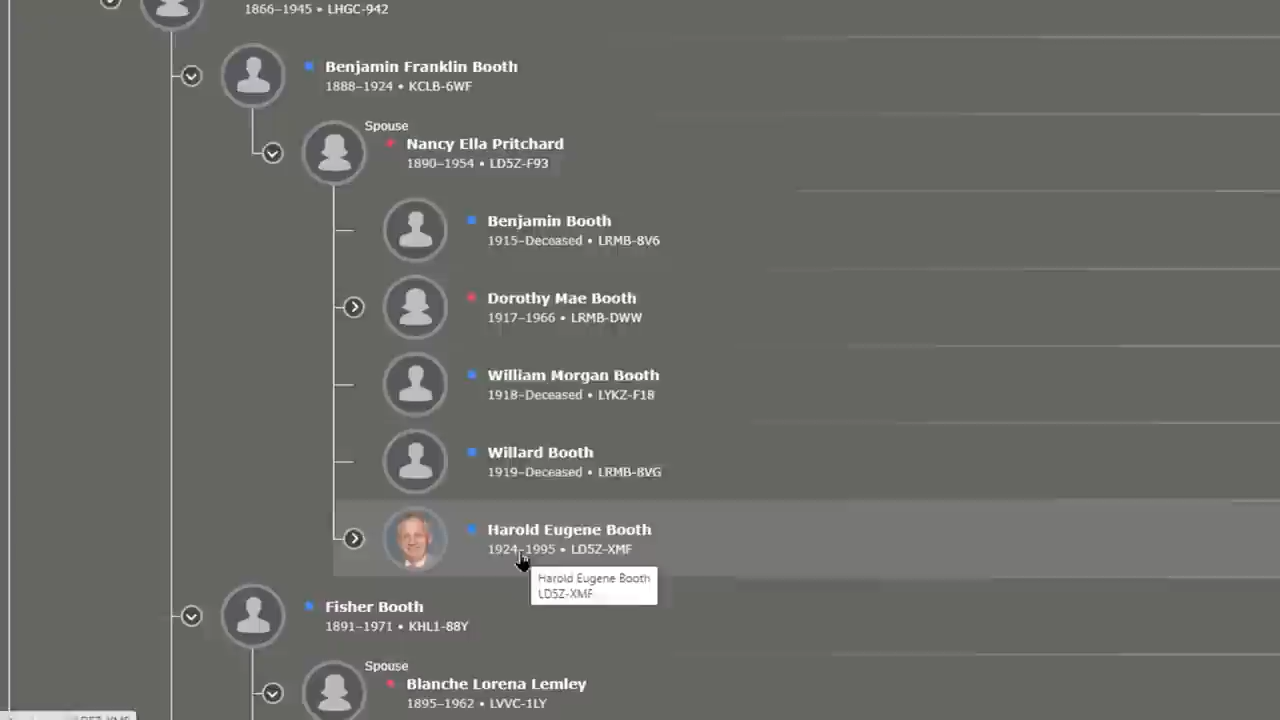 1866–1945 • LHGC-942
Benjamin Franklin Booth
1888–1924 • KCLB-6WF
Spouse
Nancy Ella Pritchard
1890–1954 • LD5Z-F93
Benjamin Booth
1915–Deceased • LRMB-8V6
Dorothy Mae Booth
1917–1966 • LRMB-DWW
William Morgan Booth
1918–Deceased • LYKZ-F18
Willard Booth
1919–Deceased • LRMB-8VG
Harold Eugene Booth
1924–1995 • LD5Z-XMF
Harold Eugene Booth
LD5Z-XMF
Fisher Booth
1891–1971 • KHL1-88Y
Spouse
Blanche Lorena Lemley
1895–1962 • LVVC-1LY